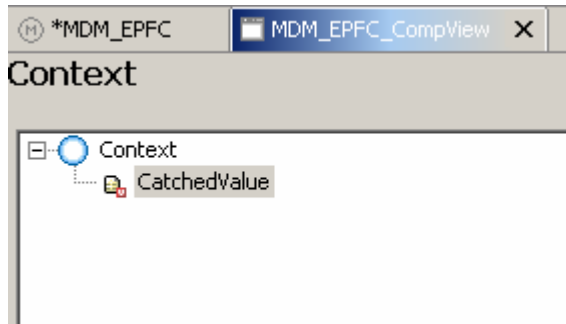 *MDM_EPFC MDM_EPFC_CompView
Context
Context
CatchedValue